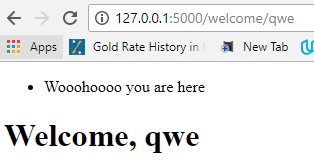 127.0.0.1:5000/welcome/qwe
Apps Gold Rate History in New Tab
Wooohoooo you are here
Welcome, qwe